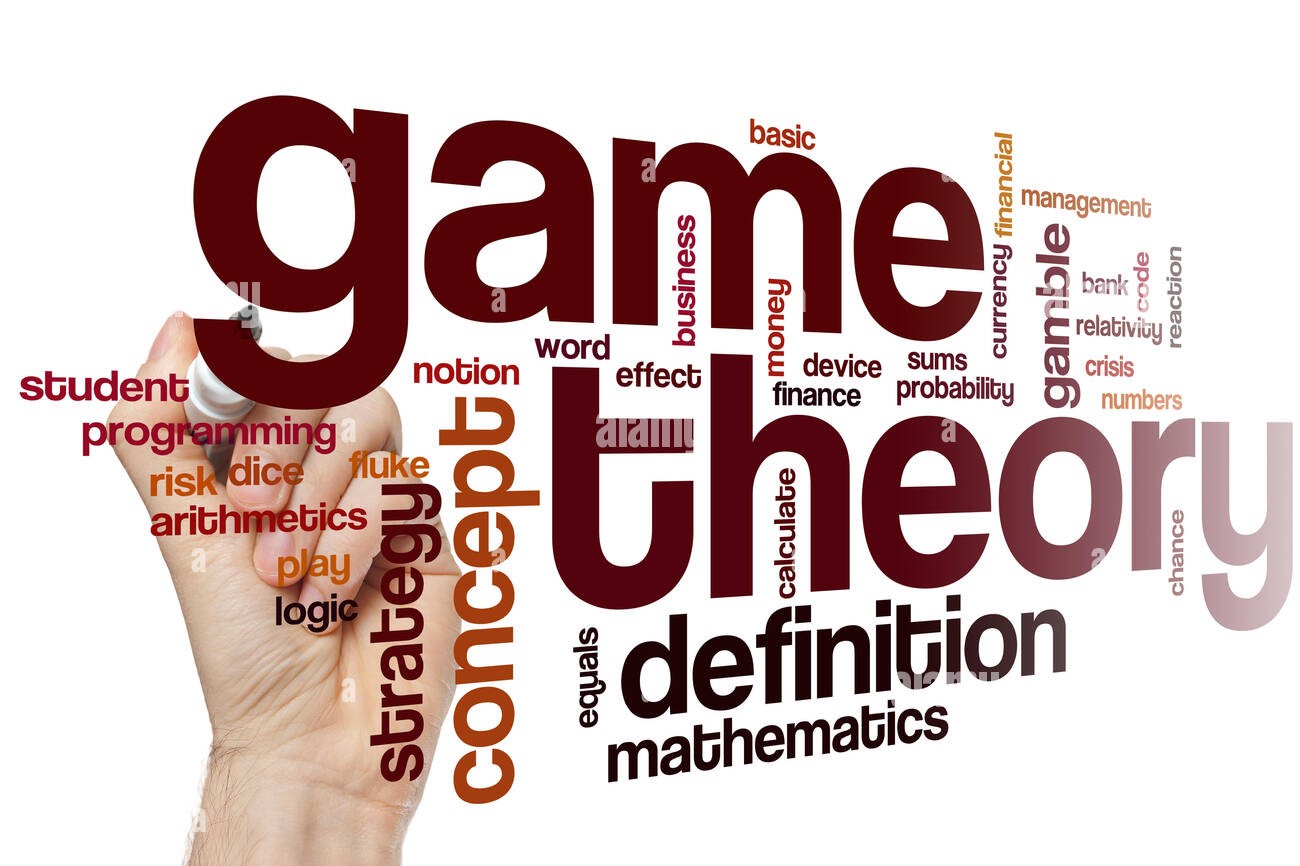 game
theory
basic
financial
management
business
currency
gamble
code
reaction
bank
money
relativity
word
effect
device
sums
crisis
notion
finance
probability
numbers
student
programming
risk
dice
fluke
concept
strategy
arithmetics
play
logic
calculate
chance
equals
definition
mathematics
alamy
alamy
alamy
a
a
a
a
a
a
a
a